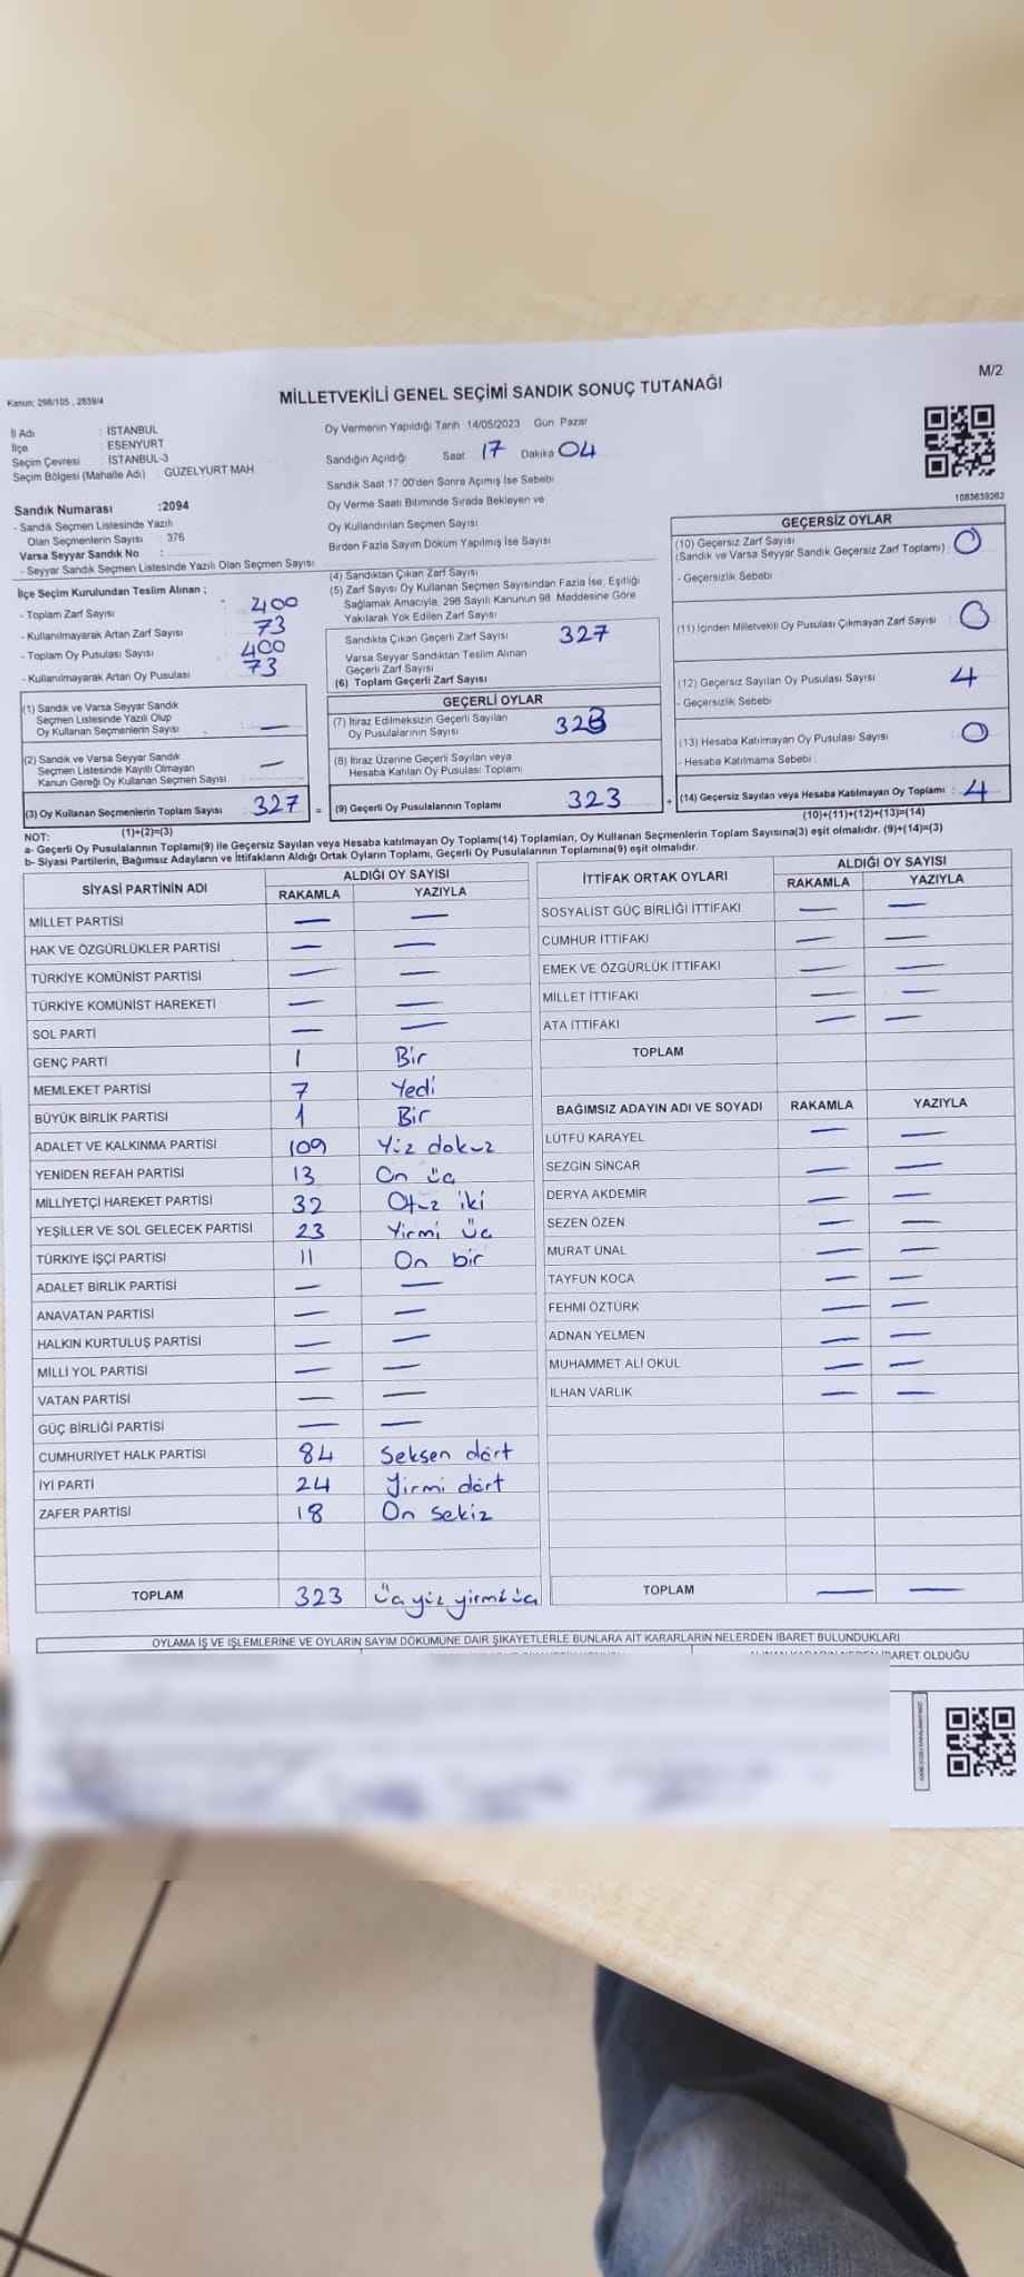 M/2
MİLLETVEKİLİ GENEL SEÇİMİ SANDIK SONUÇ TUTANAĞI
Kanun; 298/105 , 2839/4
İl Adı : İSTANBUL
İlçe : ESENYURT
Seçim Çevresi : İSTANBUL-3
Seçim Bölgesi (Mahalle Adı) GÜZELYURT MAH
Oy Vermenin Yapıldığı Tarih 14/05/2023 Gün Pazar
Sandığın Açıldığı Saat 17 Dakika 04
Sandık Saat 17.00'den Sonra Açımış İse Sebebi
Oy Verme Saati Bitiminde Sırada Bekleyen ve
Oy Kullandırılan Seçmen Sayısı
Birden Fazla Sayım Döküm Yapılmış İse Sayısı
Sandık Numarası :2094
- Sandık Seçmen Listesinde Yazılı
Olan Seçmenlerin Sayısı 376
Varsa Seyyar Sandık No :
- Seyyar Sandık Seçmen Listesinde Yazılı Olan Seçmen Sayısı
İlçe Seçim Kurulundan Teslim Alınan ;
- Toplam Zarf Sayısı 400
- Kullanılmayarak Artan Zarf Sayısı 73
- Toplam Oy Pusulası Sayısı 400
- Kullanılmayarak Artan Oy Pusulası 73
(1) Sandık ve Varsa Seyyar Sandık
Seçmen Listesinde Yazılı Olup
Oy Kullanan Seçmenlerin Sayısı —
(2) Sandık ve Varsa Seyyar Sandık
Seçmen Listesinde Kayıtlı Olmayan
Kanun Gereği Oy Kullanan Seçmen Sayısı —
(3) Oy Kullanan Seçmenlerin Toplam Sayısı 327 =
(1)+(2)=(3)
(4) Sandıktan Çıkan Zarf Sayısı
(5) Zarf Sayısı Oy Kullanan Seçmen Sayısından Fazla İse, Eşitliği
Sağlamak Amacıyla, 298 Sayılı Kanunun 98. Maddesine Göre
Yakılarak Yok Edilen Zarf Sayısı
Sandıkta Çıkan Geçerli Zarf Sayısı 327
Varsa Seyyar Sandıktan Teslim Alınan
Geçerli Zarf Sayısı
(6) Toplam Geçerli Zarf Sayısı
GEÇERLİ OYLAR
(7) İtiraz Edilmeksizin Geçerli Sayılan
Oy Pusulalarının Sayısı 323
(8) İtiraz Üzerine Geçerli Sayılan veya
Hesaba Katılan Oy Pusulası Toplamı
(9) Geçerli Oy Pusulalarının Toplamı 323 +
1083639262
GEÇERSİZ OYLAR
(10) Geçersiz Zarf Sayısı
(Sandık ve Varsa Seyyar Sandık Geçersiz Zarf Toplamı) 0
- Geçersizlik Sebebi
(11) İçinden Milletvekili Oy Pusulası Çıkmayan Zarf Sayısı 0
(12) Geçersiz Sayılan Oy Pusulası Sayısı 4
- Geçersizlik Sebebi
(13) Hesaba Katılmayan Oy Pusulası Sayısı 0
- Hesaba Katılmama Sebebi :
(14) Geçersiz Sayılan veya Hesaba Katılmayan Oy Toplamı : 4
(10)+(11)+(12)+(13)=(14)
NOT:
a- Geçerli Oy Pusulalarının Toplamı(9) ile Geçersiz Sayılan veya Hesaba katılmayan Oy Toplamı(14) Toplamları, Oy Kullanan Seçmenlerin Toplam Sayısına(3) eşit olmalıdır. (9)+(14)=(3)
b- Siyasi Partilerin, Bağımsız Adayların ve İttifakların Aldığı Ortak Oyların Toplamı, Geçerli Oy Pusulalarının Toplamına(9) eşit olmalıdır.
SİYASİ PARTİNİN ADI ALDIĞI OY SAYISI
RAKAMLA YAZIYLA
MİLLET PARTİSİ — —
HAK VE ÖZGÜRLÜKLER PARTİSİ — —
TÜRKİYE KOMÜNİST PARTİSİ — —
TÜRKİYE KOMÜNİST HAREKETİ — —
SOL PARTİ — —
GENÇ PARTİ 1 Bir
MEMLEKET PARTİSİ 7 Yedi
BÜYÜK BİRLİK PARTİSİ 1 Bir
ADALET VE KALKINMA PARTİSİ 109 Yüz dokuz
YENİDEN REFAH PARTİSİ 13 On üç
MİLLİYETÇİ HAREKET PARTİSİ 32 Otuz iki
YEŞİLLER VE SOL GELECEK PARTİSİ 23 Yirmi üç
TÜRKİYE İŞÇİ PARTİSİ 11 On bir
ADALET BİRLİK PARTİSİ — —
ANAVATAN PARTİSİ — —
HALKIN KURTULUŞ PARTİSİ — —
MİLLİ YOL PARTİSİ — —
VATAN PARTİSİ — —
GÜÇ BİRLİĞİ PARTİSİ — —
CUMHURİYET HALK PARTİSİ 84 Seksen dört
İYİ PARTİ 24 Yirmi dört
ZAFER PARTİSİ 18 On sekiz
TOPLAM 323 Üç yüz yirmi üç
İTTİFAK ORTAK OYLARI ALDIĞI OY SAYISI
RAKAMLA YAZIYLA
SOSYALİST GÜÇ BİRLİĞİ İTTİFAKI — —
CUMHUR İTTİFAKI — —
EMEK VE ÖZGÜRLÜK İTTİFAKI — —
MİLLET İTTİFAKI — —
ATA İTTİFAKI — —
TOPLAM
BAĞIMSIZ ADAYIN ADI VE SOYADI RAKAMLA YAZIYLA
LÜTFÜ KARAYEL — —
SEZGİN SİNCAR — —
DERYA AKDEMİR — —
SEZEN ÖZEN — —
MURAT ÜNAL — —
TAYFUN KOCA — —
FEHMİ ÖZTÜRK — —
ADNAN YELMEN — —
MUHAMMET ALİ OKUL — —
İLHAN VARLIK — —
TOPLAM — —
OYLAMA İŞ VE İŞLEMLERİNE VE OYLARIN SAYIM DÖKÜMÜNE DAİR ŞİKAYETLERLE BUNLARA AİT KARARLARIN NELERDEN İBARET BULUNDUKLARI
İBARET OLDUĞU